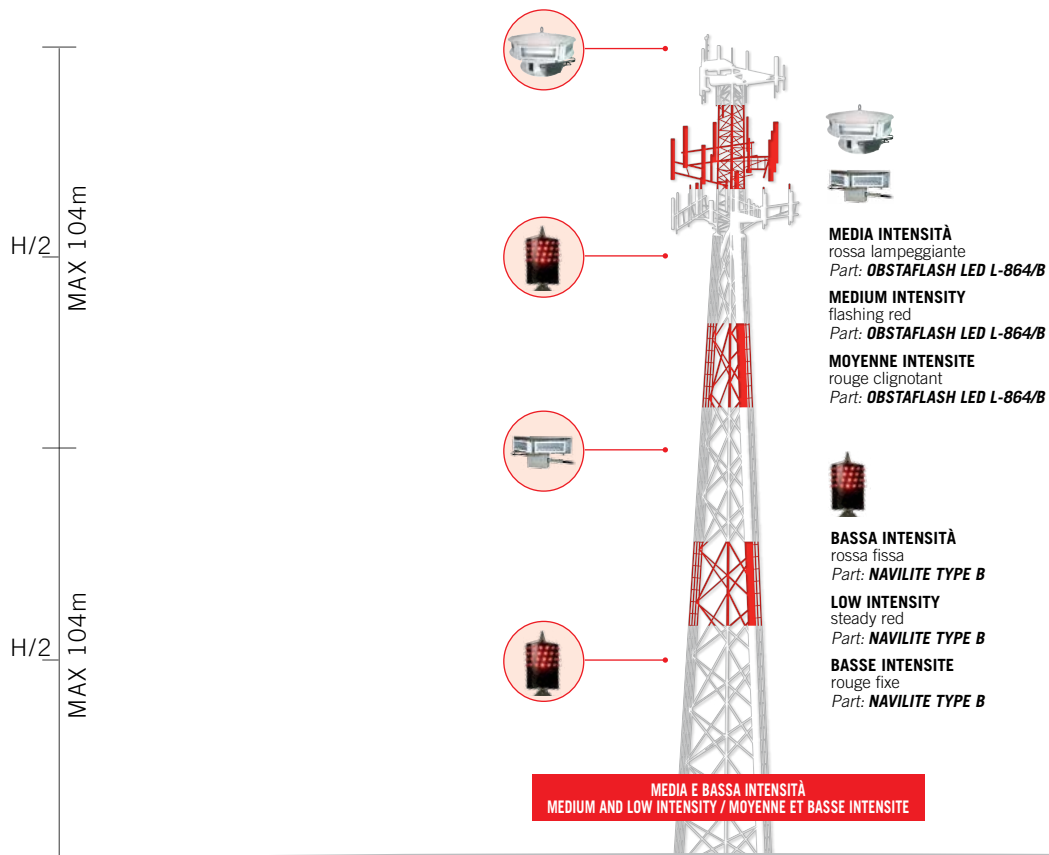 H/2
MAX 104m
H/2
MAX 104m
MEDIA INTENSITÀ
rossa lampeggiante
Part: OBSTAFLASH LED L-864/B
MEDIUM INTENSITY
flashing red
Part: OBSTAFLASH LED L-864/B
MOYENNE INTENSITE
rouge clignotant
Part: OBSTAFLASH LED L-864/B
BASSA INTENSITÀ
rossa fissa
Part: NAVILITE TYPE B
LOW INTENSITY
steady red
Part: NAVILITE TYPE B
BASSE INTENSITE
rouge fixe
Part: NAVILITE TYPE B
MEDIA E BASSA INTENSITÀ
MEDIUM AND LOW INTENSITY / MOYENNE ET BASSE INTENSITE